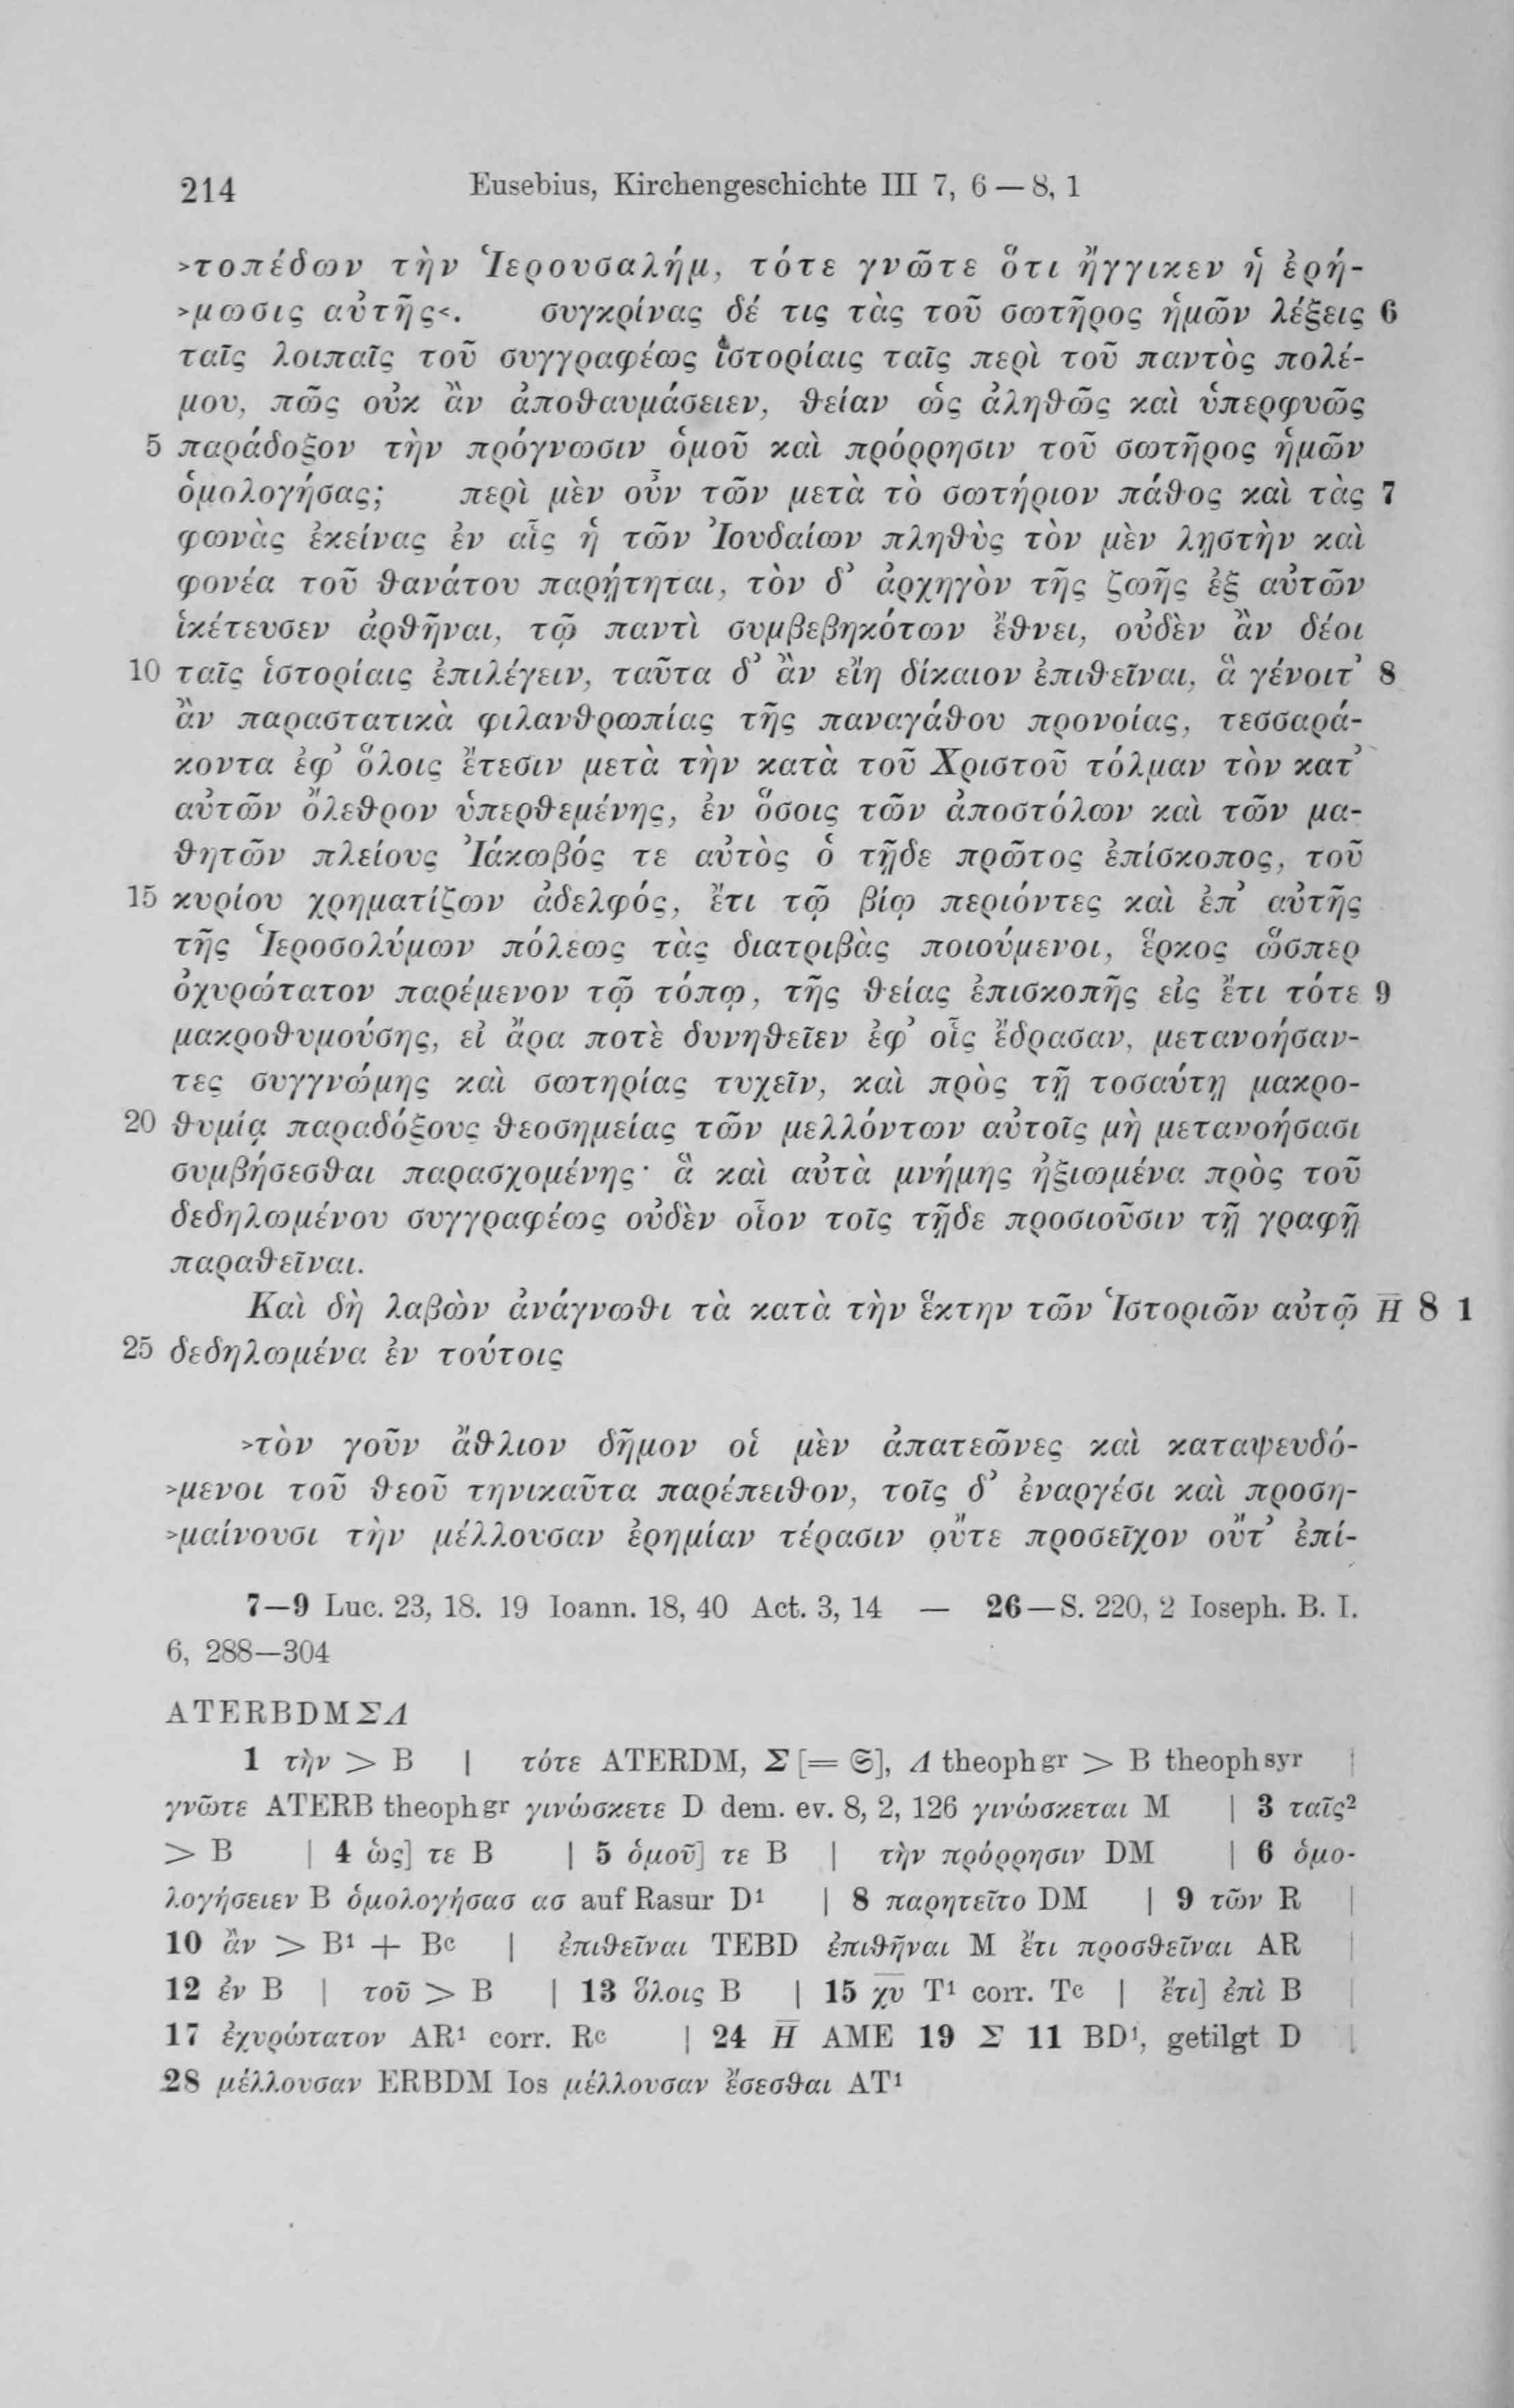 214 Eusebius, Kirchengeschichte III 7, 6 — 8, 1
>τοπέδων τὴν Ἱερουσαλήμ, τότε γνῶτε ὅτι ἤγγικεν ἡ ἐρή-
>μωσις αὐτῆς<. συγκρίνας δέ τις τὰς τοῦ σωτῆρος ἡμῶν λέξεις 6
ταῖς λοιπαῖς τοῦ συγγραφέως ἱστορίαις ταῖς περὶ τοῦ παντὸς πολέ-
μου, πῶς οὐκ ἂν ἀποθαυμάσειεν, θείαν ὡς ἀληθῶς καὶ ὑπερφυῶς
5 παράδοξον τὴν πρόγνωσιν ὁμοῦ καὶ πρόρρησιν τοῦ σωτῆρος ἡμῶν
ὁμολογήσας; περὶ μὲν οὖν τῶν μετὰ τὸ σωτήριον πάθος καὶ τὰς 7
φωνὰς ἐκείνας ἐν αἷς ἡ τῶν Ἰουδαίων πληθὺς τὸν μὲν λῃστὴν καὶ
φονέα τοῦ θανάτου παρῄτηται, τὸν δ’ ἀρχηγὸν τῆς ζωῆς ἐξ αὐτῶν
ἱκέτευσεν ἀρθῆναι, τῷ παντὶ συμβεβηκότων ἔθνει, οὐδὲν ἂν δέοι
10 ταῖς ἱστορίαις ἐπιλέγειν, ταῦτα δ’ ἂν εἴη δίκαιον ἐπιθεῖναι, ἃ γένοιτ’ 8
ἂν παραστατικὰ φιλανθρωπίας τῆς παναγάθου προνοίας, τεσσαρά-
κοντα ἐφ’ ὅλοις ἔτεσιν μετὰ τὴν κατὰ τοῦ Χριστοῦ τόλμαν τὸν κατ’
αὐτῶν ὄλεθρον ὑπερθεμένης, ἐν ὅσοις τῶν ἀποστόλων καὶ τῶν μα-
θητῶν πλείους Ἰάκωβός τε αὐτὸς ὁ τῇδε πρῶτος ἐπίσκοπος, τοῦ
15 κυρίου χρηματίζων ἀδελφός, ἔτι τῷ βίῳ περιόντες καὶ ἐπ’ αὐτῆς
τῆς Ἱεροσολύμων πόλεως τὰς διατριβὰς ποιούμενοι, ἕρκος ὥσπερ
ὀχυρώτατον παρέμενον τῷ τόπῳ, τῆς θείας ἐπισκοπῆς εἰς ἔτι τότε 9
μακροθυμούσης, εἰ ἄρα ποτὲ δυνηθεῖεν ἐφ’ οἷς ἔδρασαν, μετανοήσαν-
τες συγγνώμης καὶ σωτηρίας τυχεῖν, καὶ πρὸς τῇ τοσαύτῃ μακρο-
20 θυμίᾳ παραδόξους θεοσημείας τῶν μελλόντων αὐτοῖς μὴ μετανοήσασι
συμβήσεσθαι παρασχομένης· ἃ καὶ αὐτὰ μνήμης ἠξιωμένα πρὸς τοῦ
δεδηλωμένου συγγραφέως οὐδὲν οἷον τοῖς τῇδε προσιοῦσιν τῇ γραφῇ
παραθεῖναι.
Καὶ δὴ λαβὼν ἀνάγνωθι τὰ κατὰ τὴν ἕκτην τῶν Ἱστοριῶν αὐτῷ H̅ 8 1
25 δεδηλωμένα ἐν τούτοις
>τὸν γοῦν ἄθλιον δῆμον οἱ μὲν ἀπατεῶνες καὶ καταψευδό-
>μενοι τοῦ θεοῦ τηνικαῦτα παρέπειθον, τοῖς δ’ ἐναργέσι καὶ προση-
>μαίνουσι τὴν μέλλουσαν ἐρημίαν τέρασιν οὔτε προσεῖχον οὔτ’ ἐπί-
7—9 Luc. 23, 18. 19 Ioann. 18, 40 Act. 3, 14 — 26—S. 220, 2 Ioseph. B. I.
6, 288—304
ATERBDMΣΛ
1 τὴν > B | τότε ATERDM, Σ [= 𝔖], Λ theophgr > B theophsyr |
γνῶτε ATERB theophgr γινώσκετε D dem. ev. 8, 2, 126 γινώσκεται M | 3 ταῖς²
> B | 4 ὡς] τε B | 5 ὁμοῦ] τε B | τὴν πρόρρησιν DM | 6 ὁμο-
λογήσειεν B ὁμολογήσασ ασ auf Rasur D¹ | 8 παρητεῖτο DM | 9 τῶν R |
10 ἂν > B¹ + Bᶜ | ἐπιθεῖναι TEBD ἐπιθῆναι M ἔτι προσθεῖναι AR |
12 ἐν B | τοῦ > B | 13 ὅλοις B | 15 χ̅υ̅ T¹ corr. Tᶜ | ἔτι] ἐπὶ B |
17 ἐχυρώτατον AR¹ corr. Rᶜ | 24 H̅ AME 19 Σ 11 BD¹, getilgt D |
28 μέλλουσαν ERBDM Ios μέλλουσαν ἔσεσθαι AT¹